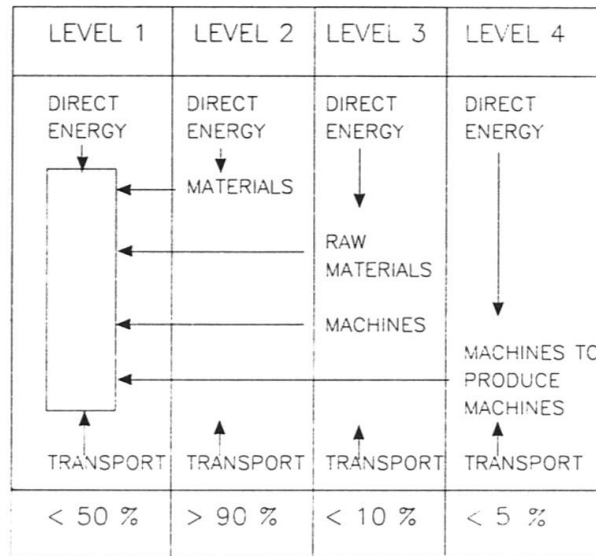 LEVEL 1
LEVEL 2
LEVEL 3
LEVEL 4
DIRECT
ENERGY
DIRECT
ENERGY
DIRECT
ENERGY
DIRECT
ENERGY
MATERIALS
RAW
MATERIALS
MACHINES
MACHINES TO
PRODUCE
MACHINES
TRANSPORT
TRANSPORT
TRANSPORT
TRANSPORT
< 50 %
> 90 %
< 10 %
< 5 %